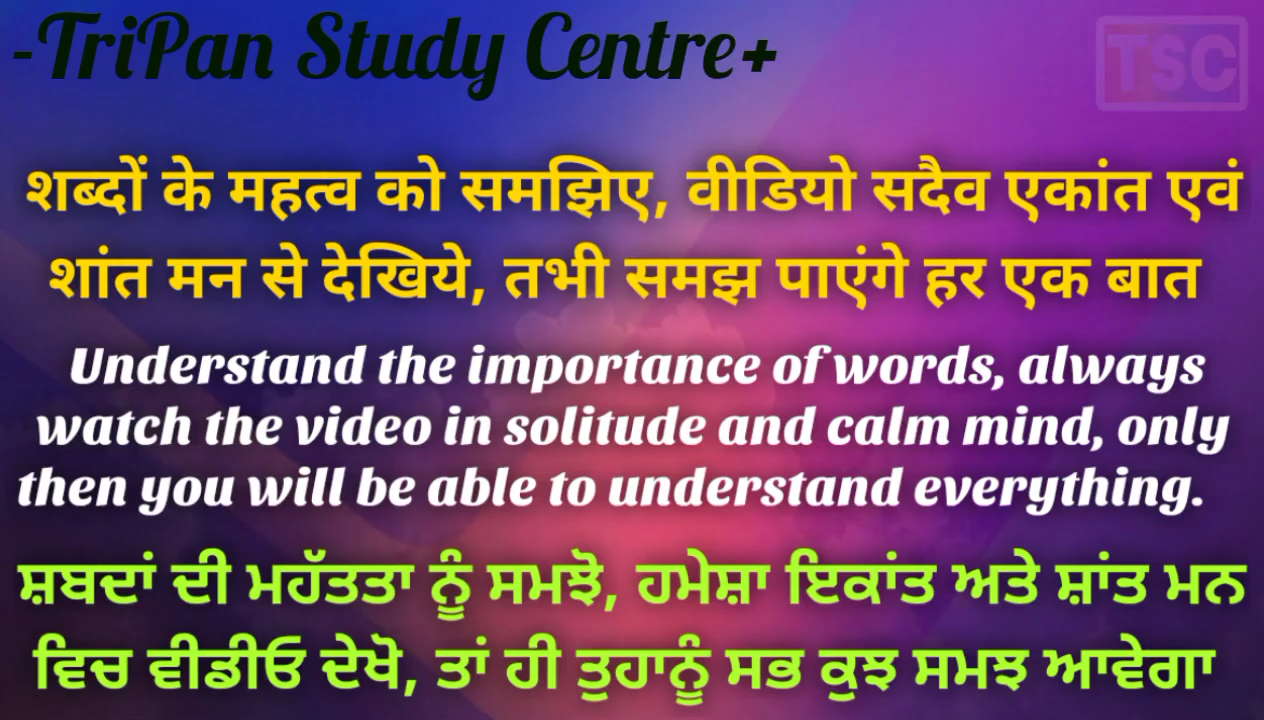 -TriPan Study Centre+
TSC
शब्दों के महत्व को समझिए, वीडियो सदैव एकांत एवं
शांत मन से देखिये, तभी समझ पाएंगे हर एक बात
Understand the importance of words, always
watch the video in solitude and calm mind, only
then you will be able to understand everything.
ਸ਼ਬਦਾਂ ਦੀ ਮਹੱਤਤਾ ਨੂੰ ਸਮਝੋ, ਹਮੇਸ਼ਾ ਇਕਾਂਤ ਅਤੇ ਸ਼ਾਂਤ ਮਨ
ਵਿਚ ਵੀਡੀਓ ਦੇਖੋ, ਤਾਂ ਹੀ ਤੁਹਾਨੂੰ ਸਭ ਕੁਝ ਸਮਝ ਆਵੇਗਾ